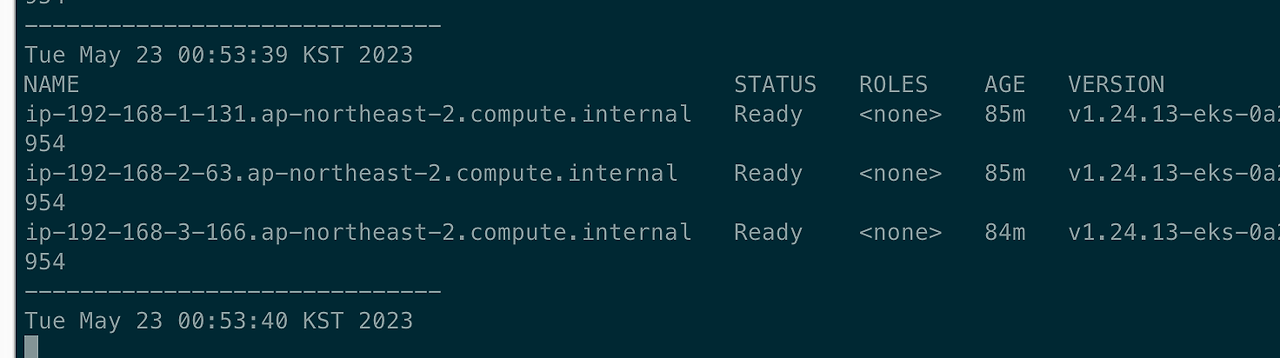 954
------------------------------
Tue May 23 00:53:39 KST 2023
NAME STATUS ROLES AGE VERSION
ip-192-168-1-131.ap-northeast-2.compute.internal Ready <none> 85m v1.24.13-eks-0a
954
ip-192-168-2-63.ap-northeast-2.compute.internal Ready <none> 85m v1.24.13-eks-0a
954
ip-192-168-3-166.ap-northeast-2.compute.internal Ready <none> 84m v1.24.13-eks-0a
954
------------------------------
Tue May 23 00:53:40 KST 2023